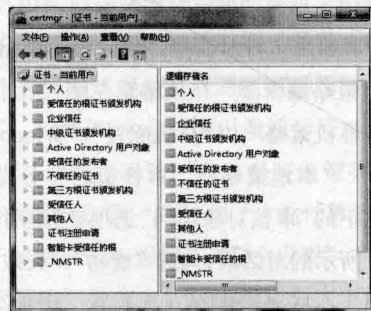 certmgr - [证书 - 当前用户]
文件(F) 操作(A) 查看(V) 帮助(H)
证书 - 当前用户
个人
受信任的根证书颁发机构
企业信任
中级证书颁发机构
Active Directory 用户对象
受信任的发布者
不信任的证书
第三方根证书颁发机构
受信任人
其他人
证书注册申请
智能卡受信任的根
_NMSTR
逻辑存储名
个人
受信任的根证书颁发机构
企业信任
中级证书颁发机构
Active Directory 用户对象
受信任的发布者
不信任的证书
第三方根证书颁发机构
受信任人
其他人
证书注册申请
智能卡受信任的根
_NMSTR